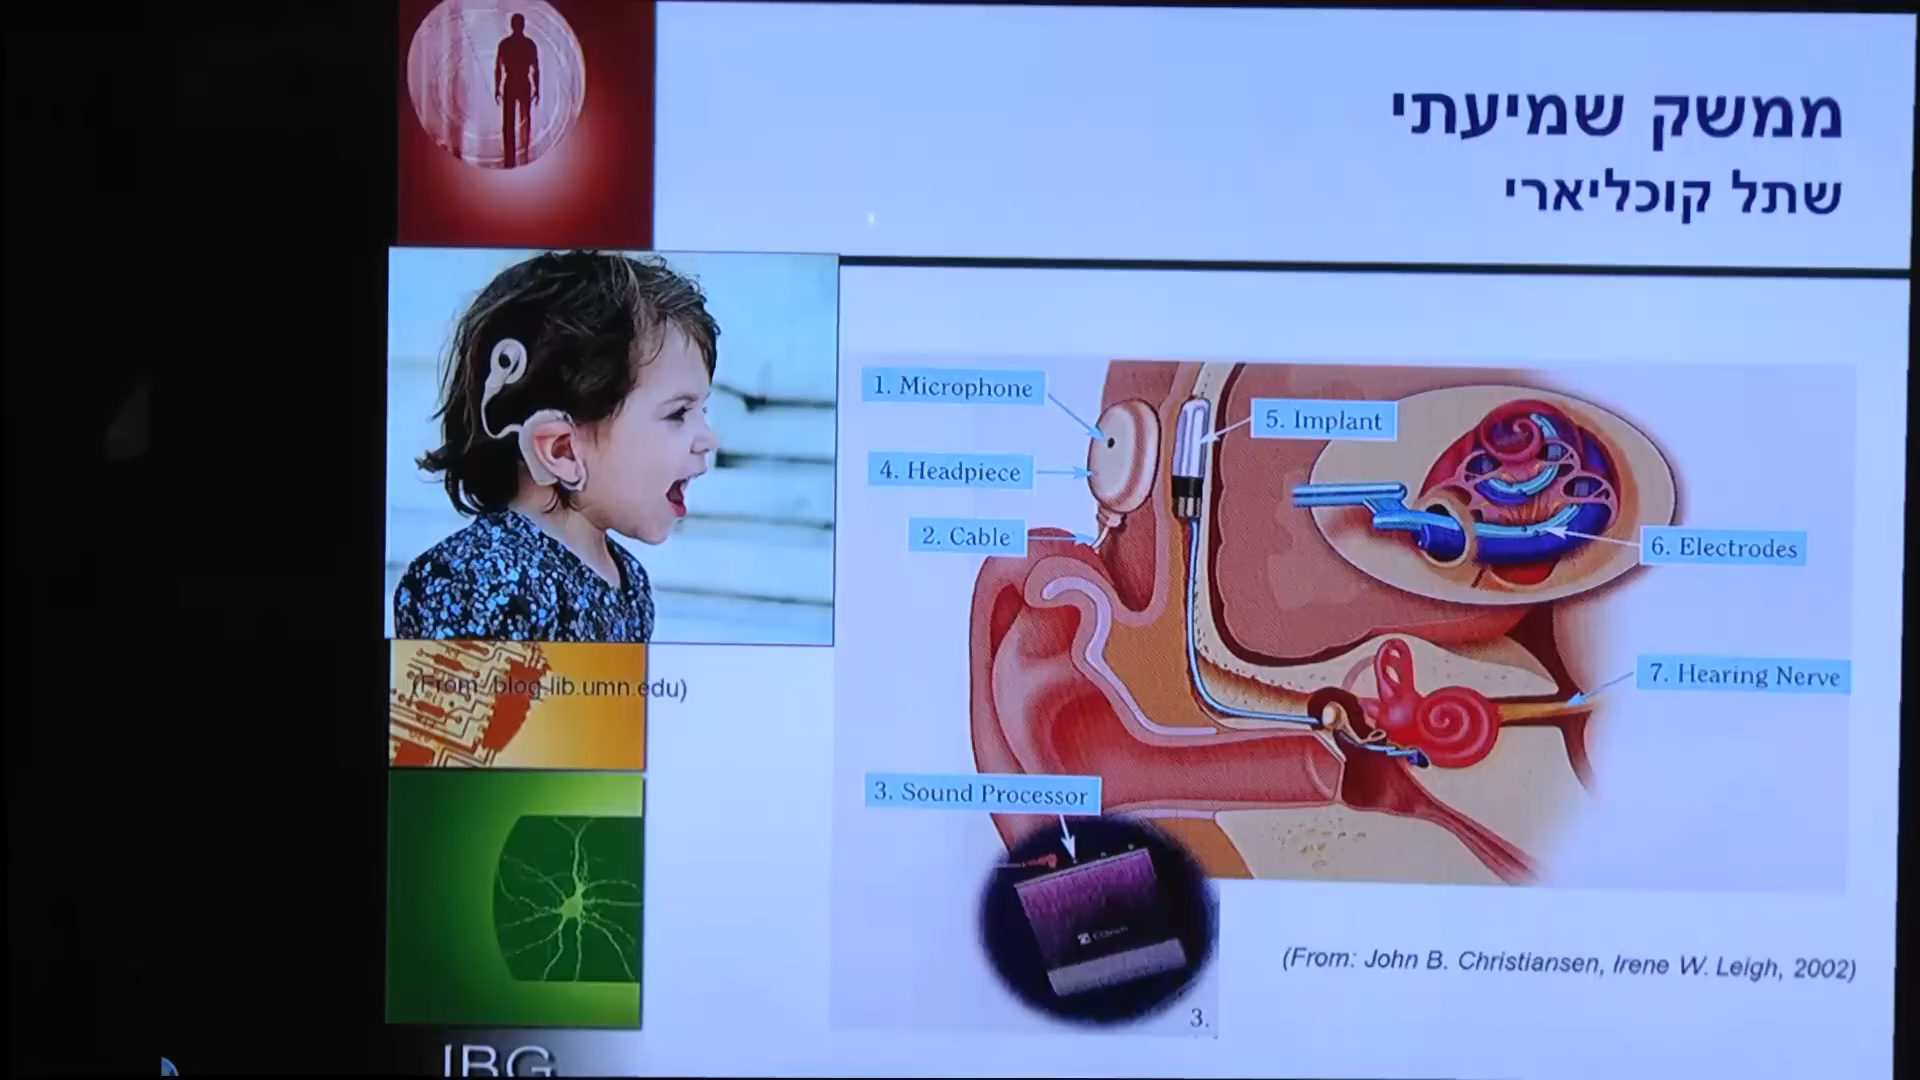 ממשק שמיעתי
שתל קוכליארי
1. Microphone
5. Implant
4. Headpiece
2. Cable
6. Electrodes
7. Hearing Nerve
(From: blog.lib.umn.edu)
3. Sound Processor
(From: John B. Christiansen, Irene W. Leigh, 2002)
3.
IBG